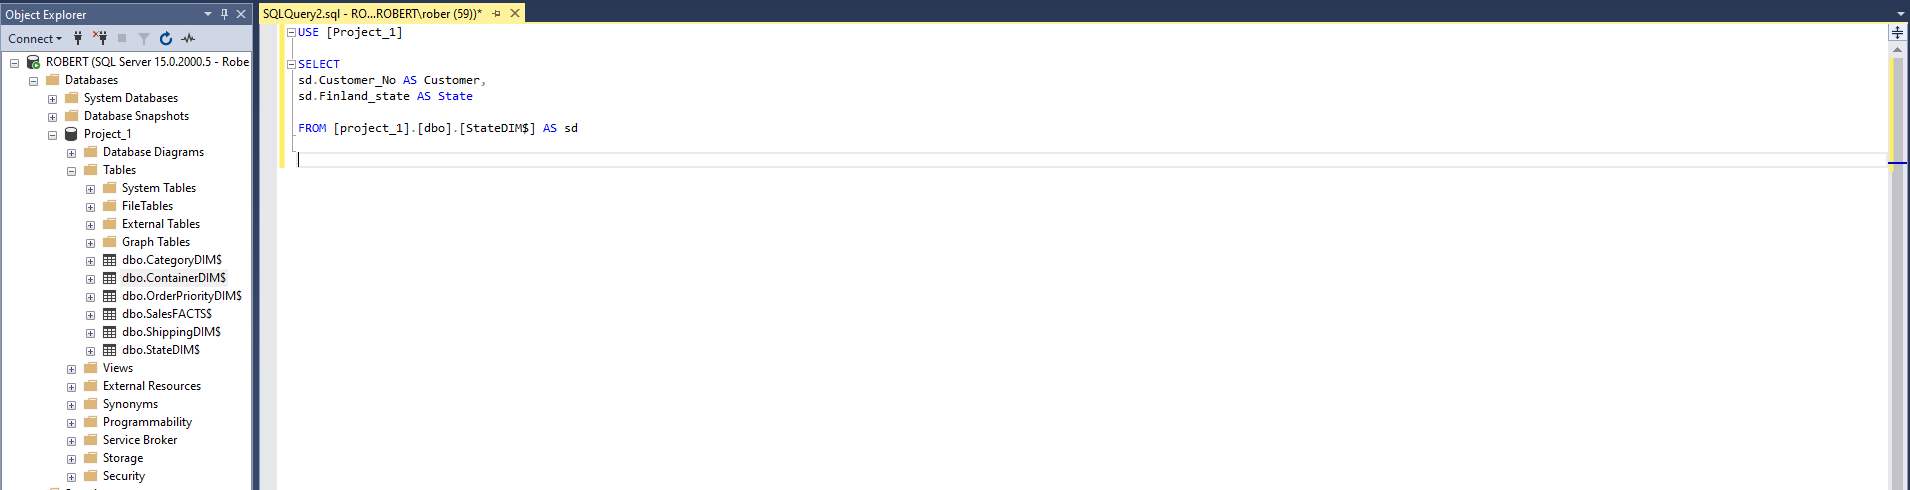 Object Explorer
Connect
ROBERT (SQL Server 15.0.2000.5 - Robe
Databases
System Databases
Database Snapshots
Project_1
Database Diagrams
Tables
System Tables
FileTables
External Tables
Graph Tables
dbo.CategoryDIM$
dbo.ContainerDIM$
dbo.OrderPriorityDIM$
dbo.SalesFACTS$
dbo.ShippingDIM$
dbo.StateDIM$
Views
External Resources
Synonyms
Programmability
Service Broker
Storage
Security
SQLQuery2.sql - RO...ROBERT\rober (59))*
USE [Project_1]
SELECT
sd.Customer_No AS Customer,
sd.Finland_state AS State
FROM [project_1].[dbo].[StateDIM$] AS sd